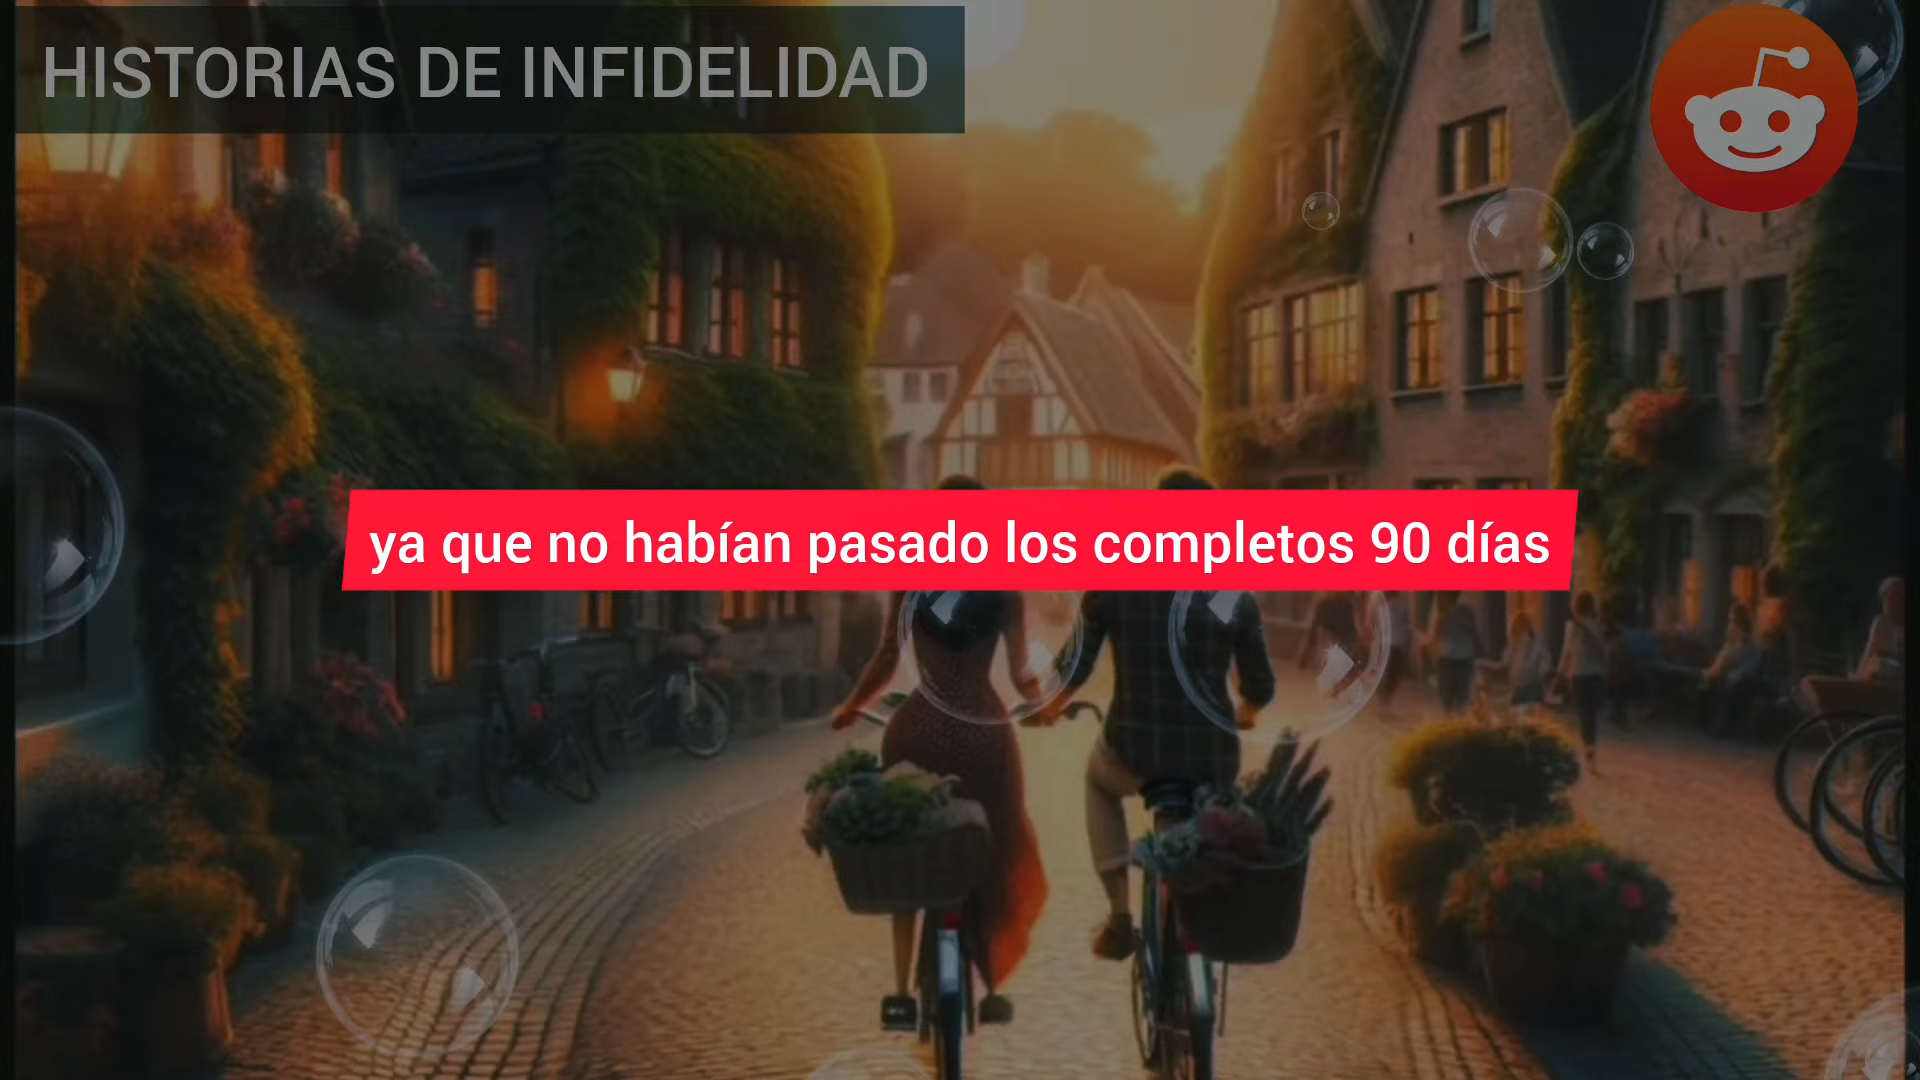 HISTORIAS DE INFIDELIDAD
ya que no habían pasado los completos 90 días